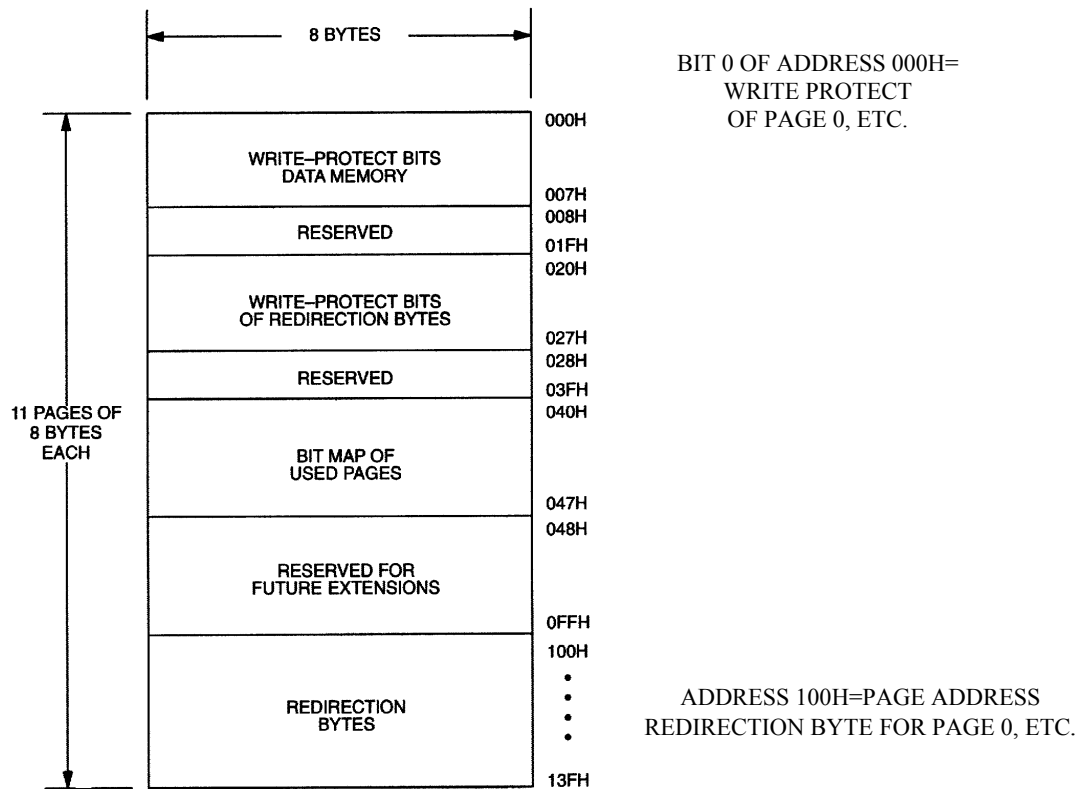 8 BYTES
BIT 0 OF ADDRESS 000H=
WRITE PROTECT
OF PAGE 0, ETC.
000H
WRITE–PROTECT BITS
DATA MEMORY
007H
008H
RESERVED
01FH
020H
WRITE–PROTECT BITS
OF REDIRECTION BYTES
027H
028H
RESERVED
03FH
11 PAGES OF
8 BYTES
EACH
040H
BIT MAP OF
USED PAGES
047H
048H
RESERVED FOR
FUTURE EXTENSIONS
0FFH
100H
REDIRECTION
BYTES
ADDRESS 100H=PAGE ADDRESS
REDIRECTION BYTE FOR PAGE 0, ETC.
13FH